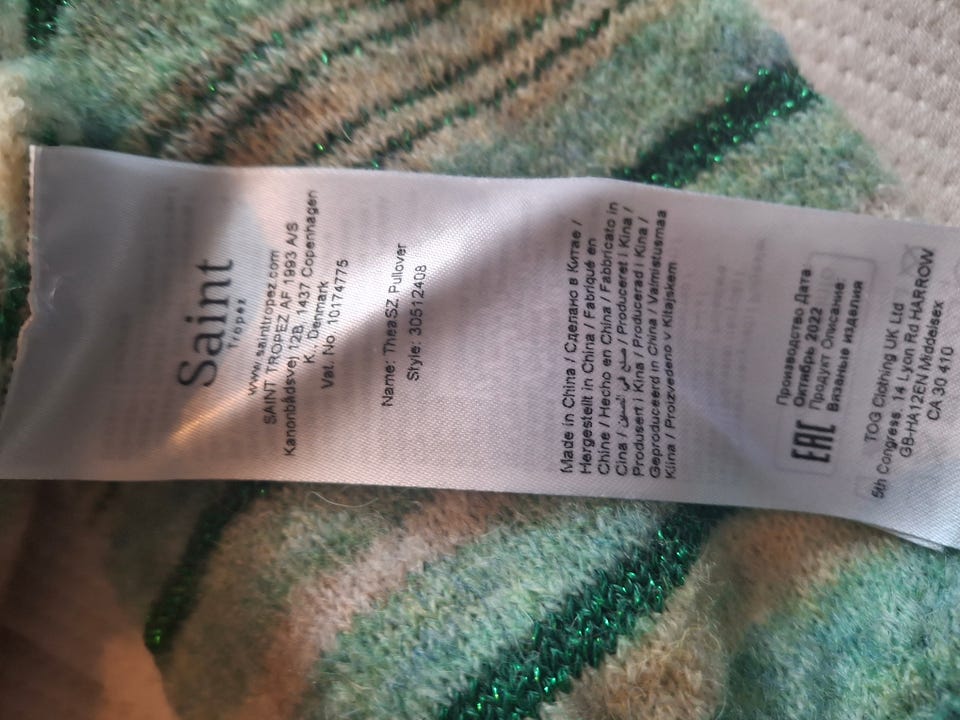 Saint
Tropez
www.sainttropez.com
SAINT TROPEZ AF 1993 A/S
Kanonbådsvej 12B, 1437 Copenhagen
K., Denmark
Vat. No 10174775
Name: TheaSZ Pullover
Style: 30512408
Made in China / Сделано в Китае /
Hergestellt in China / Fabriqué en
Chine / Hecho en China / Fabbricato in
Cina / صنع في الصين / Produceret i Kina /
Produsert i Kina / Producerad i Kina /
Geproduceerd in China / Valmistusmaa
Kiina / Proizvedeno v Kitajskem
EAC
Производство Дата:
Октябрь 2022
Продукт Описание:
Вязаные изделия
TOG Clothing UK Ltd
5th Congress, 14 Lyon Rd HARROW
GB-HA12EN Middlesex
CA 30 410